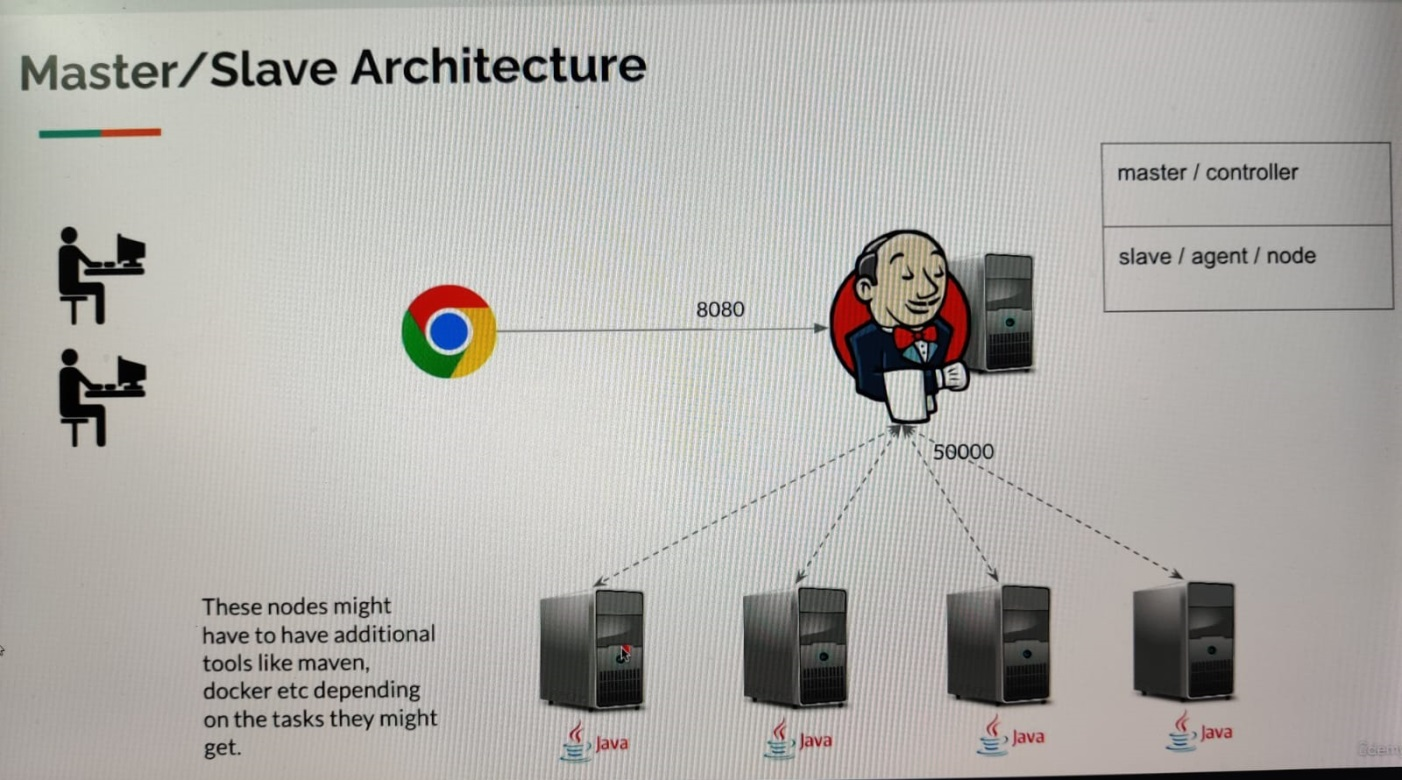 Master/Slave Architecture
master / controller
slave / agent / node
8080
50000
These nodes might
have to have additional
tools like maven,
docker etc depending
on the tasks they might
get.
Java
Java
Java
Java